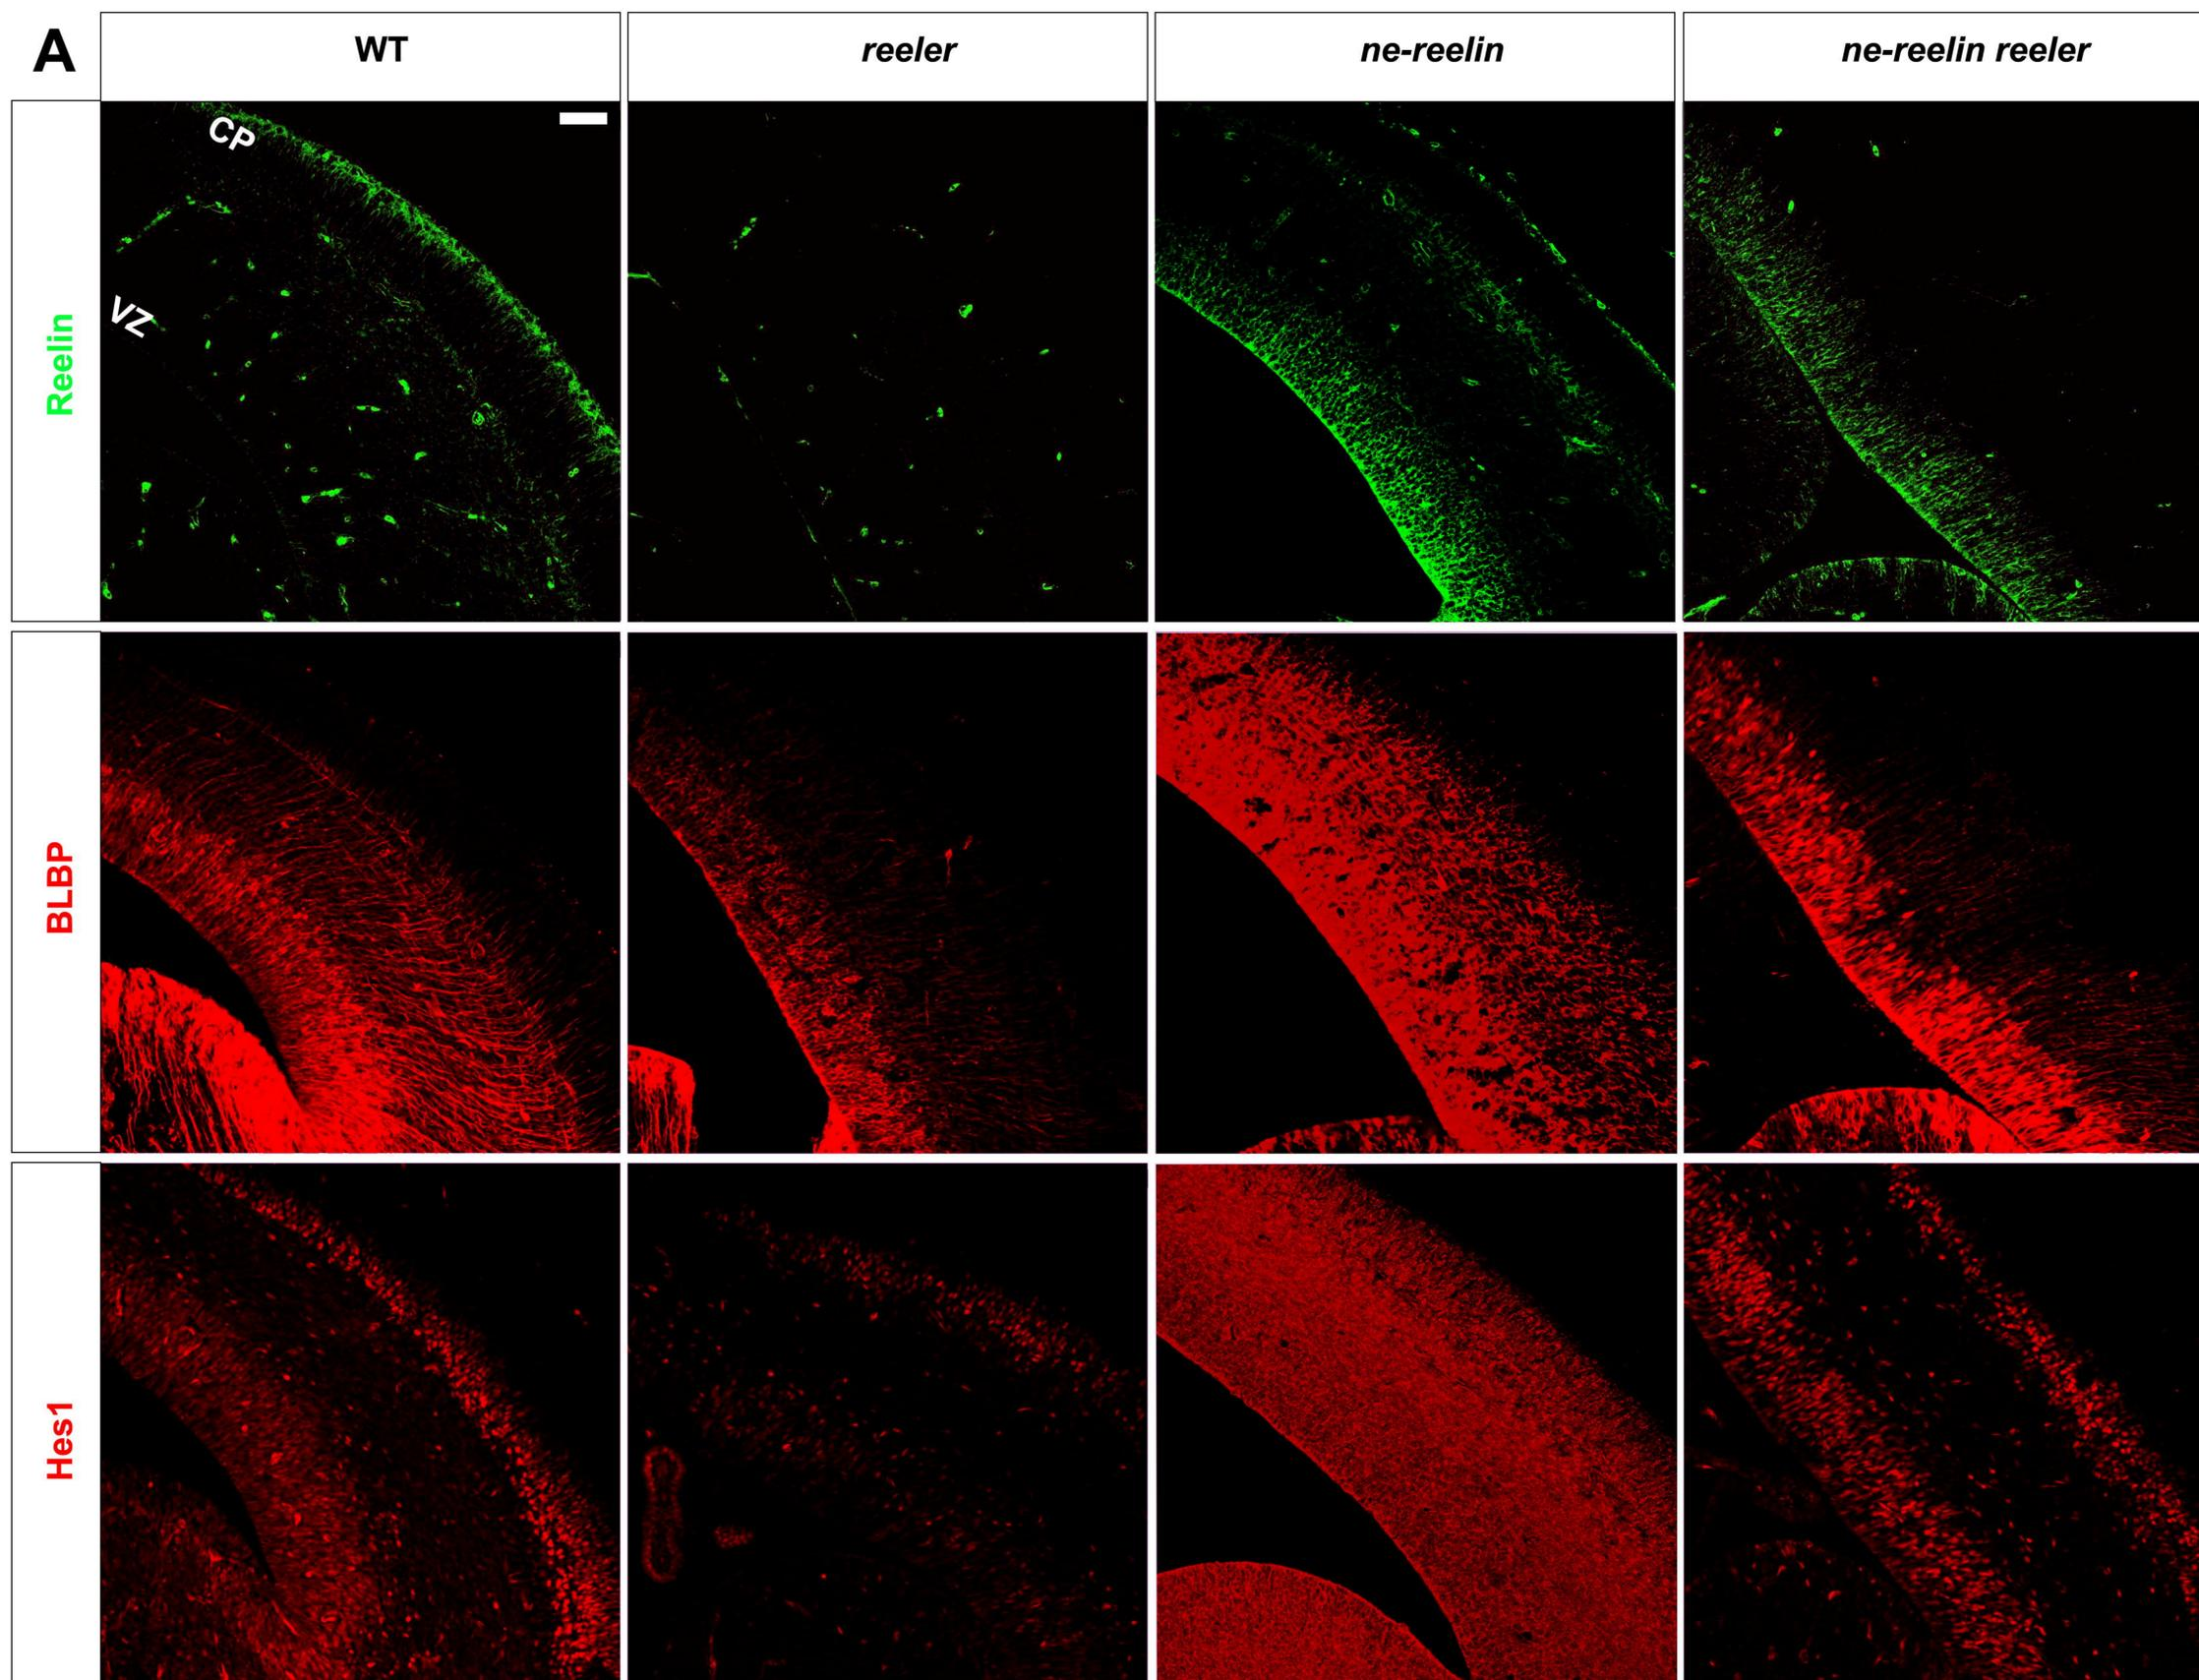 A
WT
reeler
ne-reelin
ne-reelin reeler
Reelin
CP
VZ
BLBP
Hes1